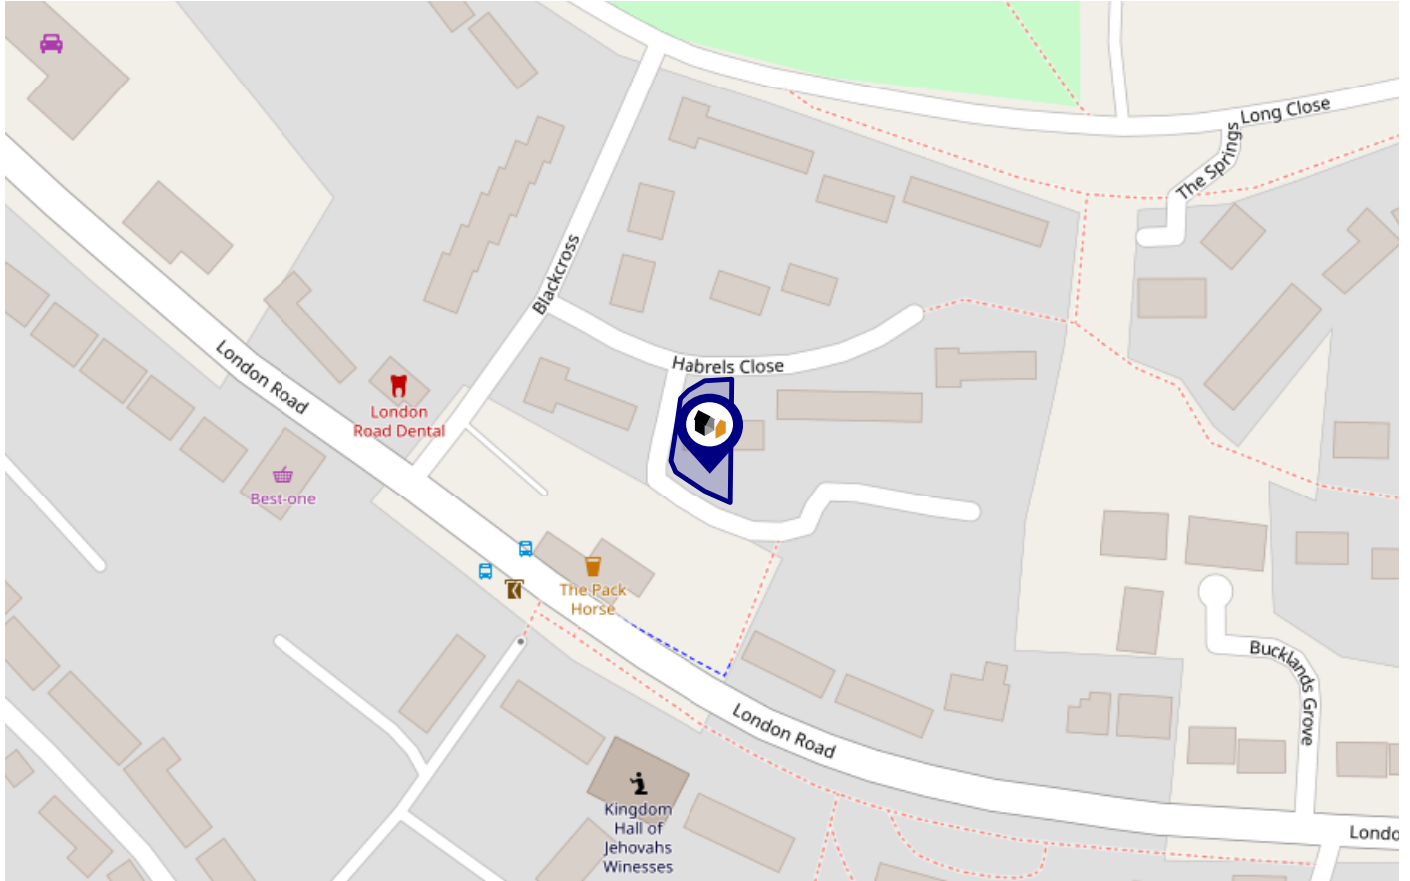 Long Close
The Springs
Blackcross
London Road
Habrels Close
London
Road Dental
Best-one
The Pack
Horse
Bucklands Grove
London Road
Kingdom
Hall of
Jehovahs
Winesses
Londo